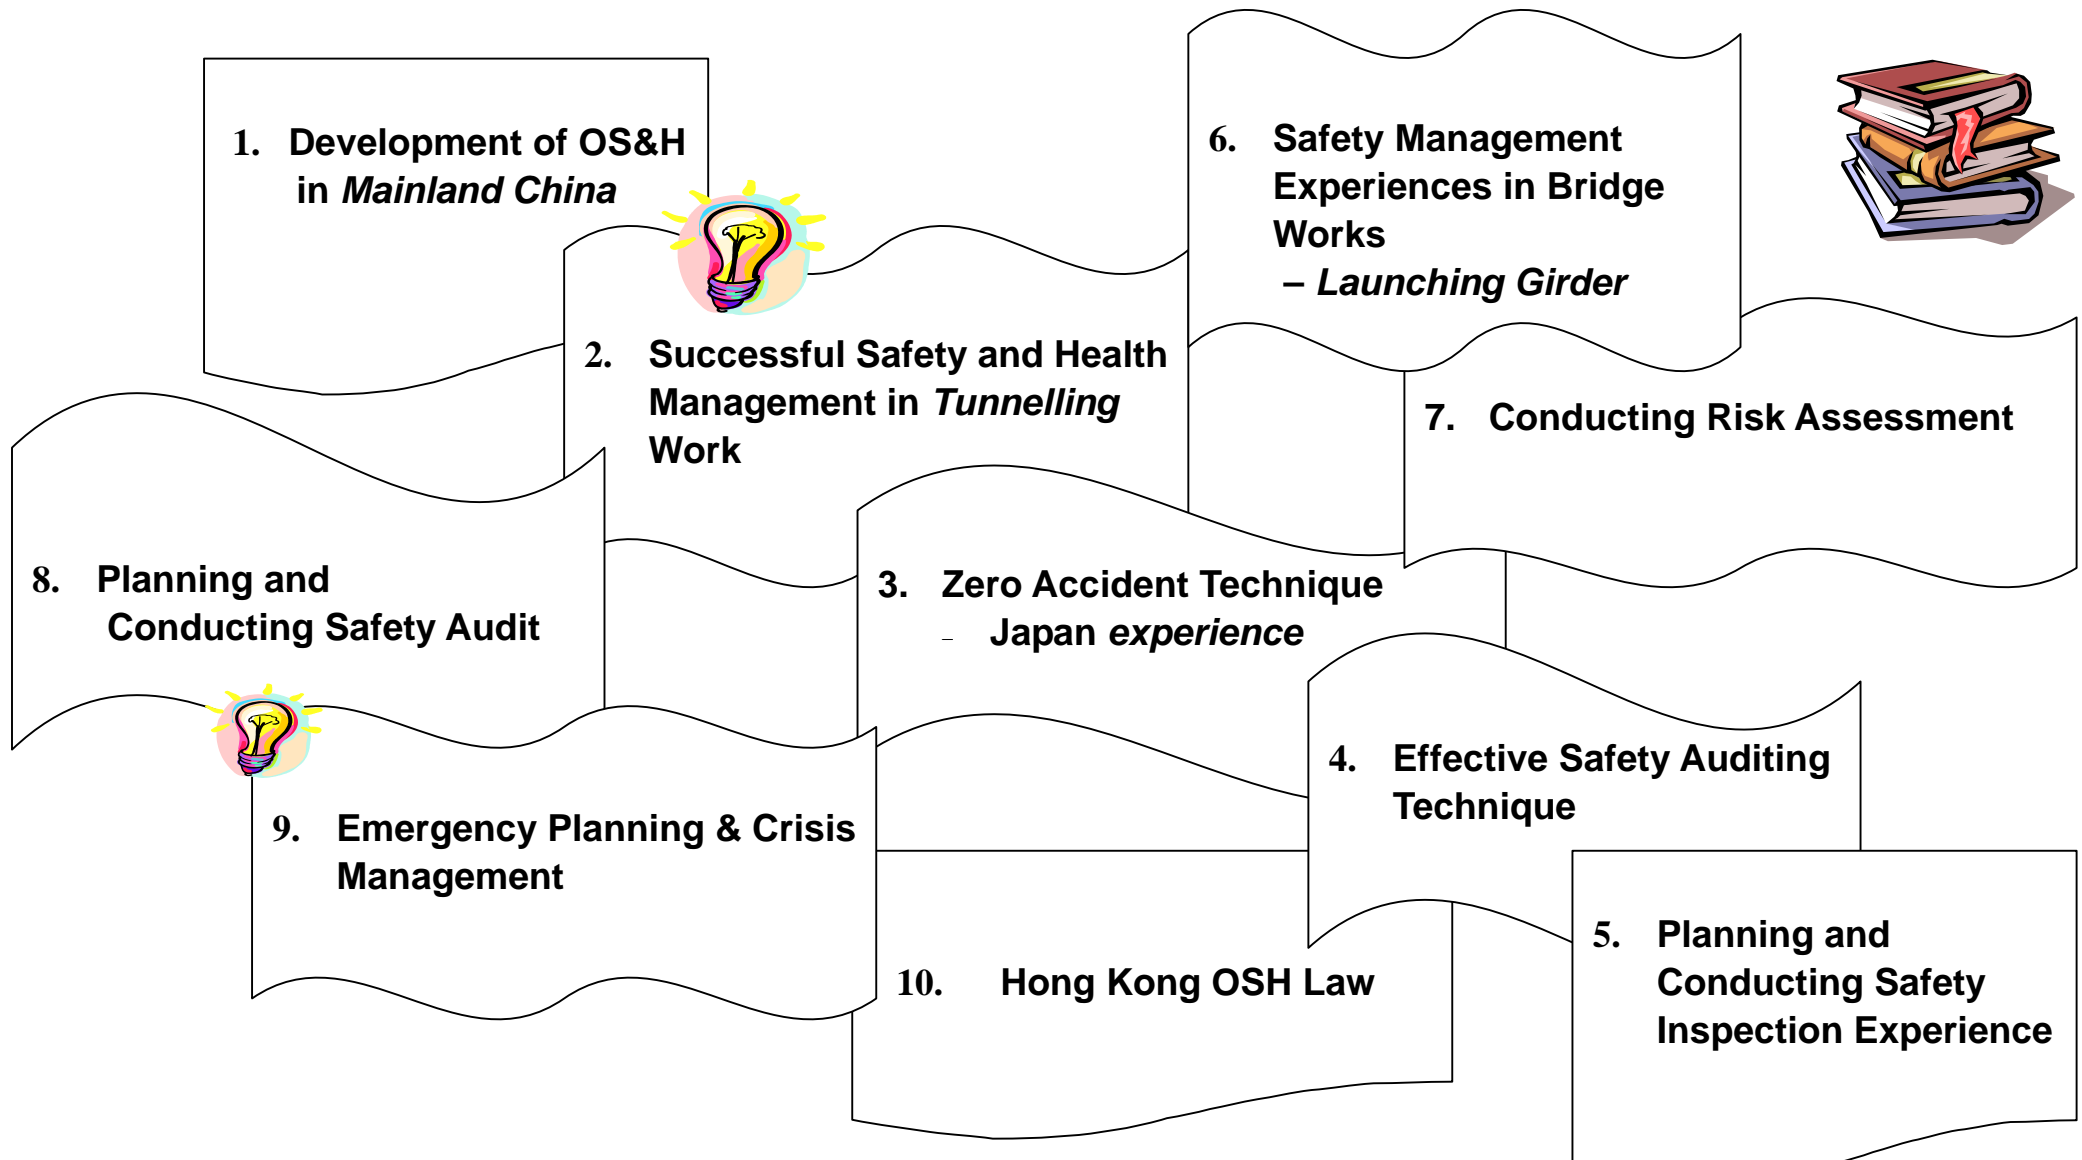 1. Development of OS&H
in Mainland China
2. Successful Safety and Health
Management in Tunnelling
Work
3. Zero Accident Technique
– Japan experience
4. Effective Safety Auditing
Technique
5. Planning and
Conducting Safety
Inspection Experience
6. Safety Management
Experiences in Bridge
Works
– Launching Girder
7. Conducting Risk Assessment
8. Planning and
Conducting Safety Audit
9. Emergency Planning & Crisis
Management
10. Hong Kong OSH Law